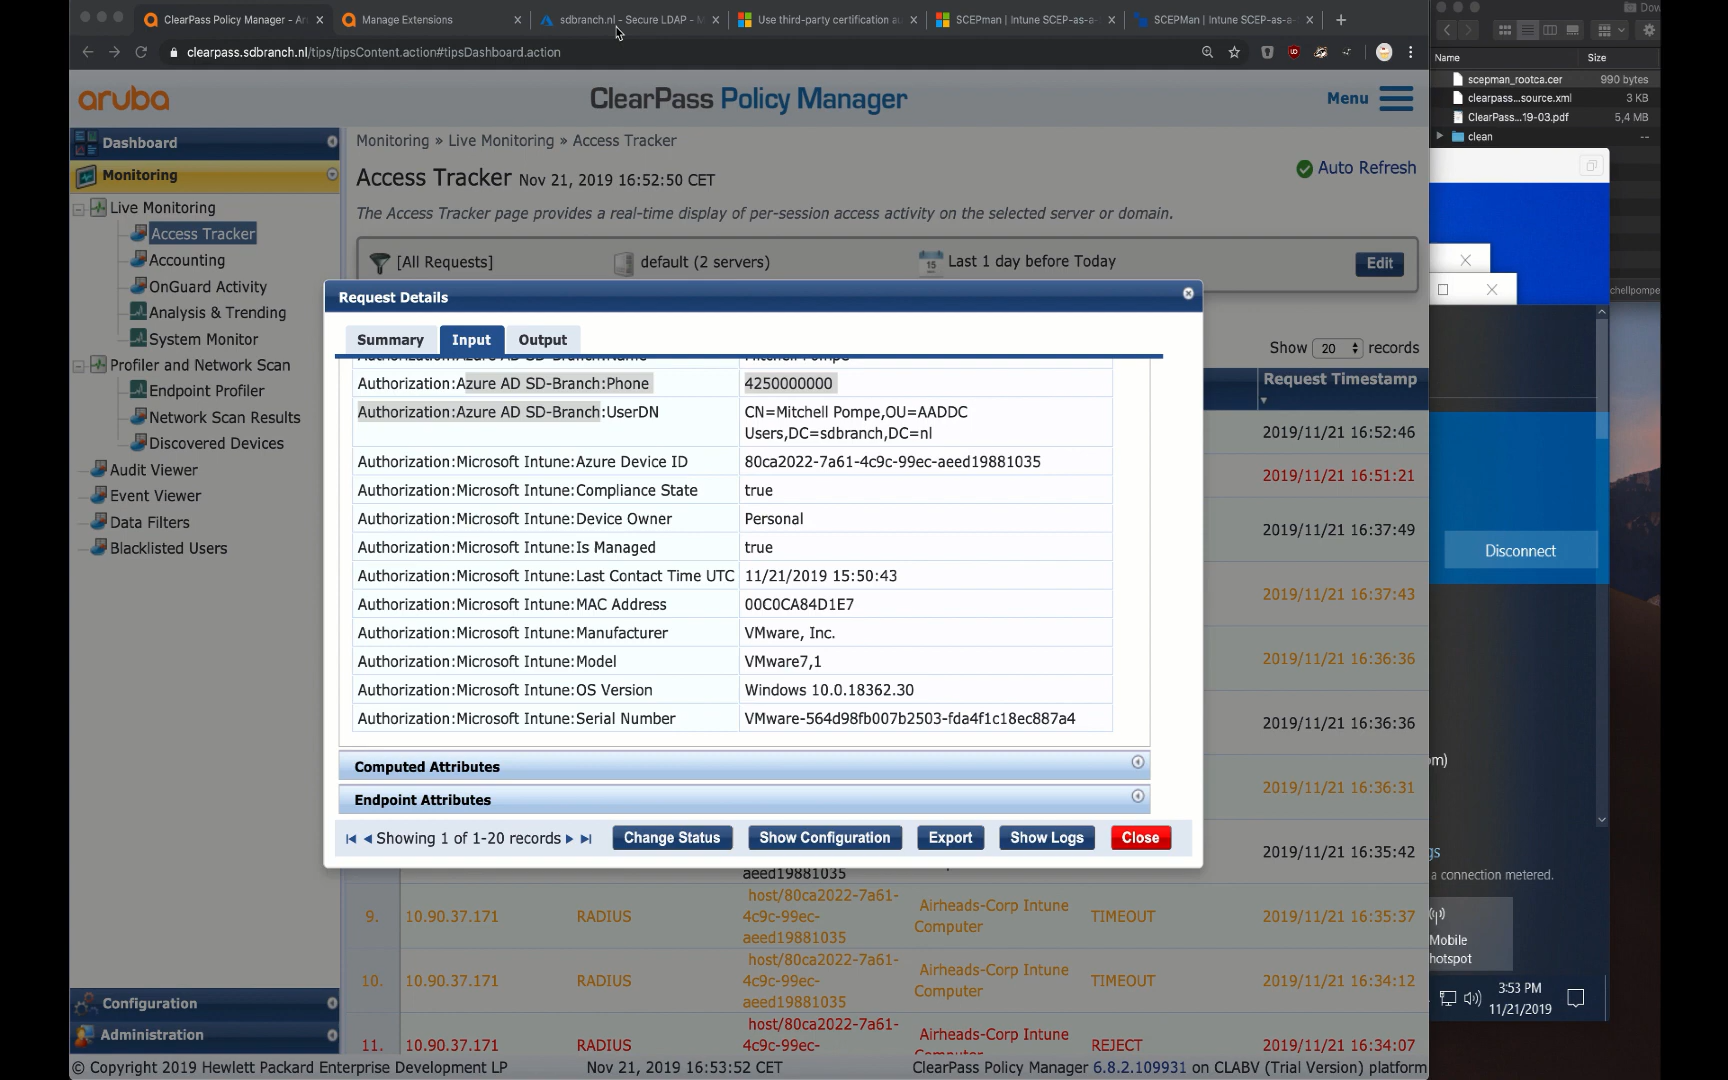 ClearPass Policy Manager - Ar
Manage Extensions
sdbranch.nl - Secure LDAP - M
Use third-party certification au
SCEPman | Intune SCEP-as-a-
SCEPMan | Intune SCEP-as-a-
clearpass.sdbranch.nl/tips/tipsContent.action#tipsDashboard.action
Name Size
scepman_rootca.cer 990 bytes
clearpass...source.xml 3 KB
ClearPass...19-03.pdf 5,4 MB
clean --
aruba
ClearPass Policy Manager
Menu
Dashboard
Monitoring
Live Monitoring
Access Tracker
Accounting
OnGuard Activity
Analysis & Trending
System Monitor
Profiler and Network Scan
Endpoint Profiler
Network Scan Results
Discovered Devices
Audit Viewer
Event Viewer
Data Filters
Blacklisted Users
Configuration
Administration
Monitoring » Live Monitoring » Access Tracker
Access Tracker Nov 21, 2019 16:52:50 CET
Auto Refresh
The Access Tracker page provides a real-time display of per-session access activity on the selected server or domain.
[All Requests] default (2 servers) 15 Last 1 day before Today Edit
Show 20 records
Request Timestamp
2019/11/21 16:52:46
2019/11/21 16:51:21
2019/11/21 16:37:49
2019/11/21 16:37:43
2019/11/21 16:36:36
2019/11/21 16:36:36
2019/11/21 16:36:31
2019/11/21 16:35:42
Request Details
Summary Input Output
Authorization:Azure AD SD-Branch:Name Mitchell Pompe
Authorization:Azure AD SD-Branch:Phone 4250000000
Authorization:Azure AD SD-Branch:UserDN CN=Mitchell Pompe,OU=AADDC
Users,DC=sdbranch,DC=nl
Authorization:Microsoft Intune:Azure Device ID 80ca2022-7a61-4c9c-99ec-aeed19881035
Authorization:Microsoft Intune:Compliance State true
Authorization:Microsoft Intune:Device Owner Personal
Authorization:Microsoft Intune:Is Managed true
Authorization:Microsoft Intune:Last Contact Time UTC 11/21/2019 15:50:43
Authorization:Microsoft Intune:MAC Address 00C0CA84D1E7
Authorization:Microsoft Intune:Manufacturer VMware, Inc.
Authorization:Microsoft Intune:Model VMware7,1
Authorization:Microsoft Intune:OS Version Windows 10.0.18362.30
Authorization:Microsoft Intune:Serial Number VMware-564d98fb007b2503-fda4f1c18ec887a4
Computed Attributes
Endpoint Attributes
Showing 1 of 1-20 records Change Status Show Configuration Export Show Logs Close
aeed19881035
9. 10.90.37.171 RADIUS host/80ca2022-7a61-4c9c-99ec-aeed19881035 Airheads-Corp Intune Computer TIMEOUT 2019/11/21 16:35:37
10. 10.90.37.171 RADIUS host/80ca2022-7a61-4c9c-99ec-aeed19881035 Airheads-Corp Intune Computer TIMEOUT 2019/11/21 16:34:12
11. 10.90.37.171 RADIUS host/80ca2022-7a61-4c9c-99ec- Airheads-Corp Intune REJECT 2019/11/21 16:34:07
© Copyright 2019 Hewlett Packard Enterprise Development LP Nov 21, 2019 16:53:52 CET ClearPass Policy Manager 6.8.2.109931 on CLABV (Trial Version) platform
chellpompe
Disconnect
om)
gs
a connection metered.
Mobile
hotspot
3:53 PM
11/21/2019